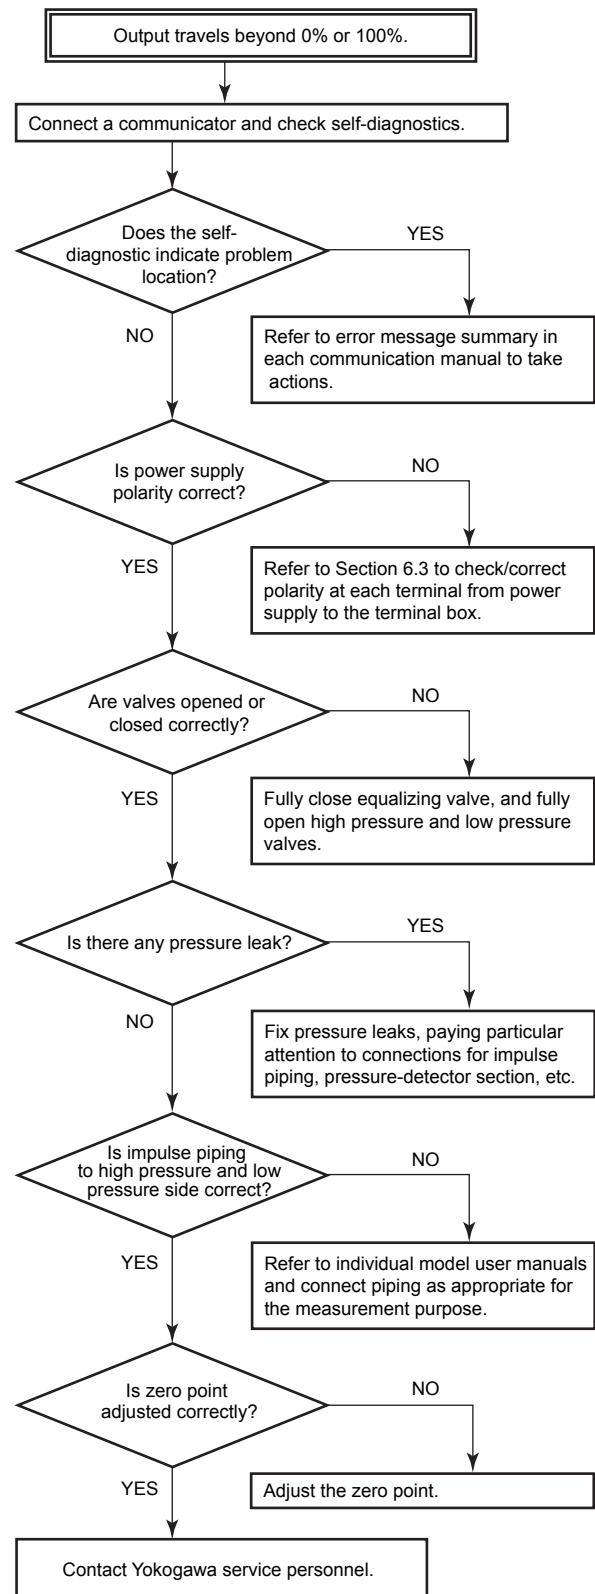 Output travels beyond 0% or 100%.
Connect a communicator and check self-diagnostics.
Does the self-
diagnostic indicate problem
location?
YES
NO
Refer to error message summary in
each communication manual to take
actions.
Is power supply
polarity correct?
NO
YES
Refer to Section 6.3 to check/correct
polarity at each terminal from power
supply to the terminal box.
Are valves opened or
closed correctly?
NO
YES
Fully close equalizing valve, and fully
open high pressure and low pressure
valves.
Is there any pressure leak?
YES
NO
Fix pressure leaks, paying particular
attention to connections for impulse
piping, pressure-detector section, etc.
Is impulse piping
to high pressure and low
pressure side correct?
NO
YES
Refer to individual model user manuals
and connect piping as appropriate for
the measurement purpose.
Is zero point
adjusted correctly?
NO
YES
Adjust the zero point.
Contact Yokogawa service personnel.